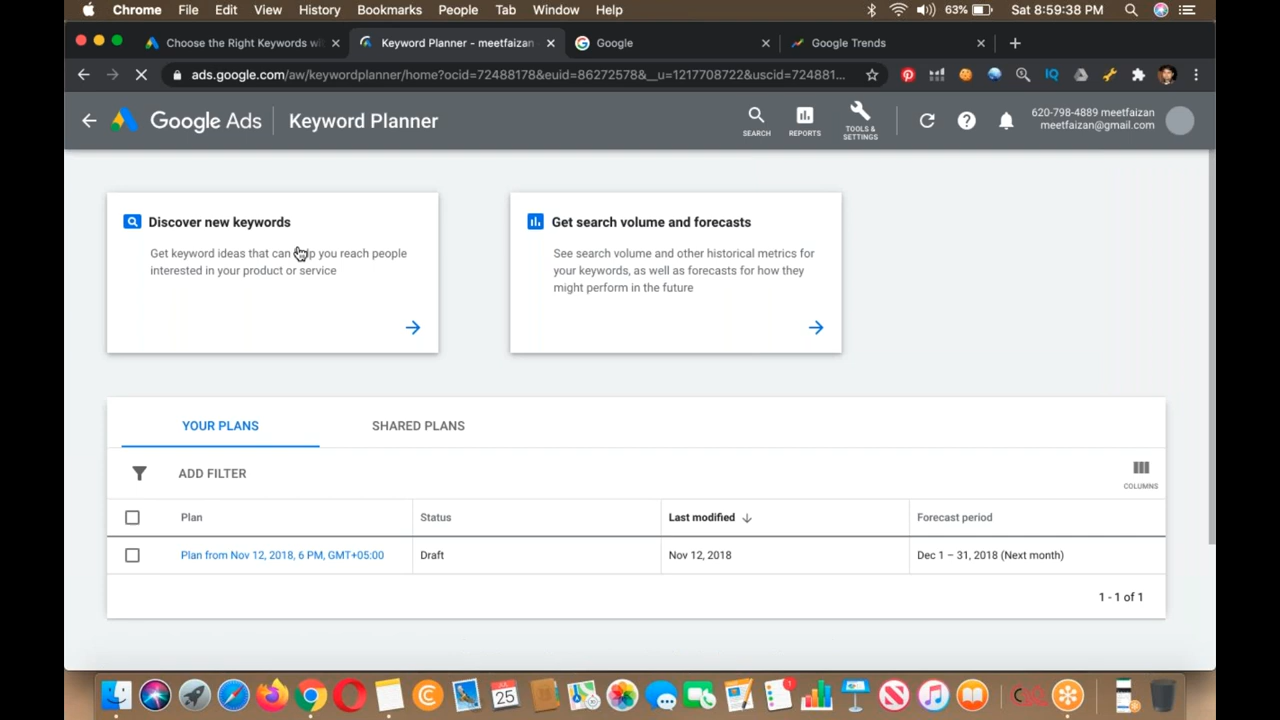 Chrome File Edit View History Bookmarks People Tab Window Help 63% Sat 8:59:38 PM
Choose the Right Keywords wi
Keyword Planner - meetfaizan
Google
Google Trends
ads.google.com/aw/keywordplanner/home?ocid=72488178&euid=86272578&__u=1217708722&uscid=724881...
IQ
Google Ads
Keyword Planner
SEARCH
REPORTS
TOOLS &
SETTINGS
620-798-4889 meetfaizan
meetfaizan@gmail.com
Discover new keywords
Get keyword ideas that can you reach people
interested in your product or service
Get search volume and forecasts
See search volume and other historical metrics for
your keywords, as well as forecasts for how they
might perform in the future
YOUR PLANS
SHARED PLANS
ADD FILTER
COLUMNS
Plan Status Last modified Forecast period
Plan from Nov 12, 2018, 6 PM, GMT+05:00 Draft Nov 12, 2018 Dec 1 – 31, 2018 (Next month)
1 - 1 of 1
25
1